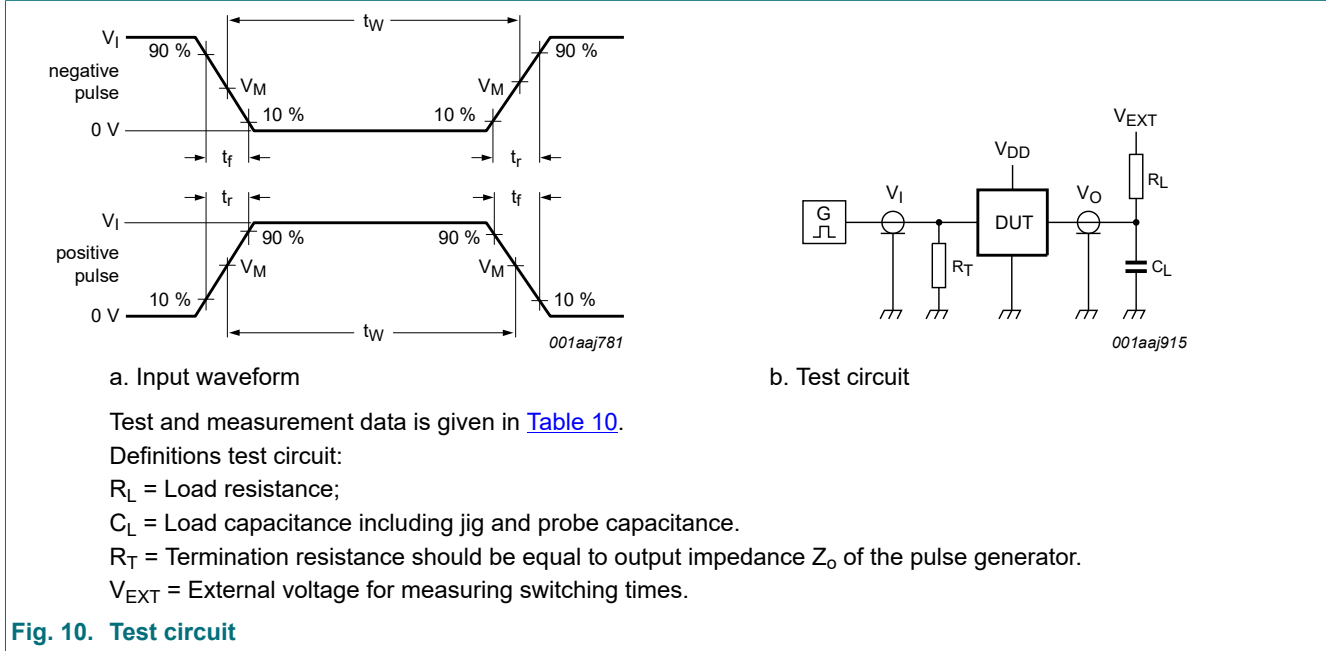 tW
VI
90 %
90 %
negative
pulse
VM
VM
10 %
10 %
0 V
tf
tr
tr
tf
VI
90 %
90 %
positive
pulse
VM
VM
10 %
10 %
0 V
tW
001aaj781
VEXT
VDD
RL
VI
VO
G
DUT
RT
CL
001aaj915
a. Input waveform
b. Test circuit
Test and measurement data is given in Table 10.
Definitions test circuit:
RL = Load resistance;
CL = Load capacitance including jig and probe capacitance.
RT = Termination resistance should be equal to output impedance Zo of the pulse generator.
VEXT = External voltage for measuring switching times.
Fig. 10. Test circuit